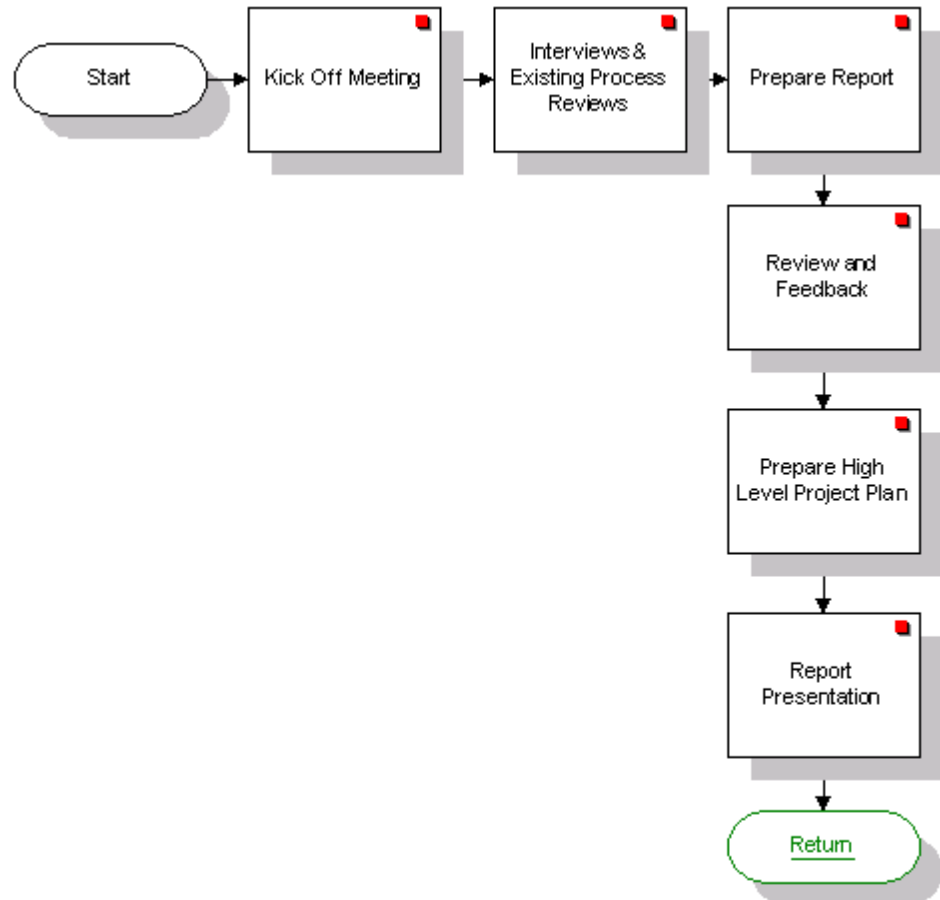 Start
Kick Off Meeting
Interviews &
Existing Process
Reviews
Prepare Report
Review and
Feedback
Prepare High
Level Project Plan
Report
Presentation
Return